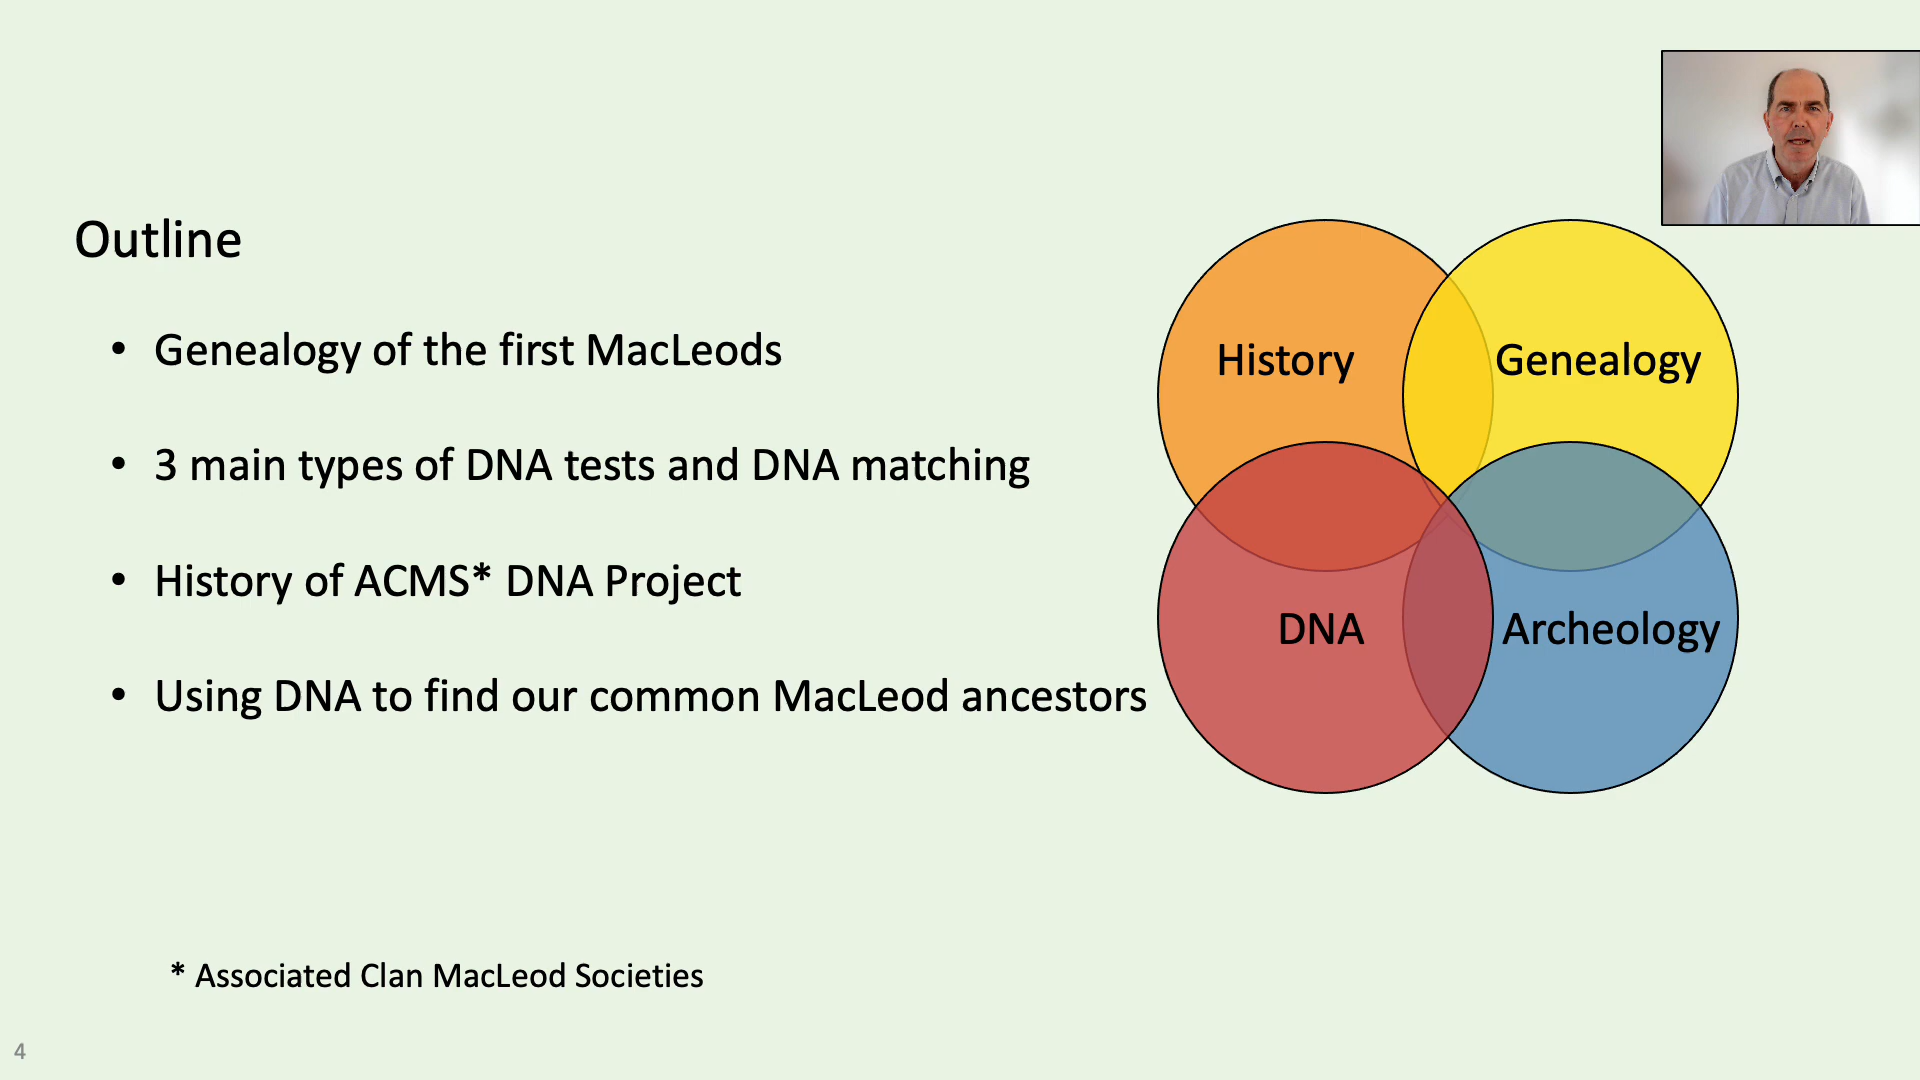 Outline
• Genealogy of the first MacLeods
• 3 main types of DNA tests and DNA matching
• History of ACMS* DNA Project
• Using DNA to find our common MacLeod ancestors
History
Genealogy
DNA
Archeology
* Associated Clan MacLeod Societies
4